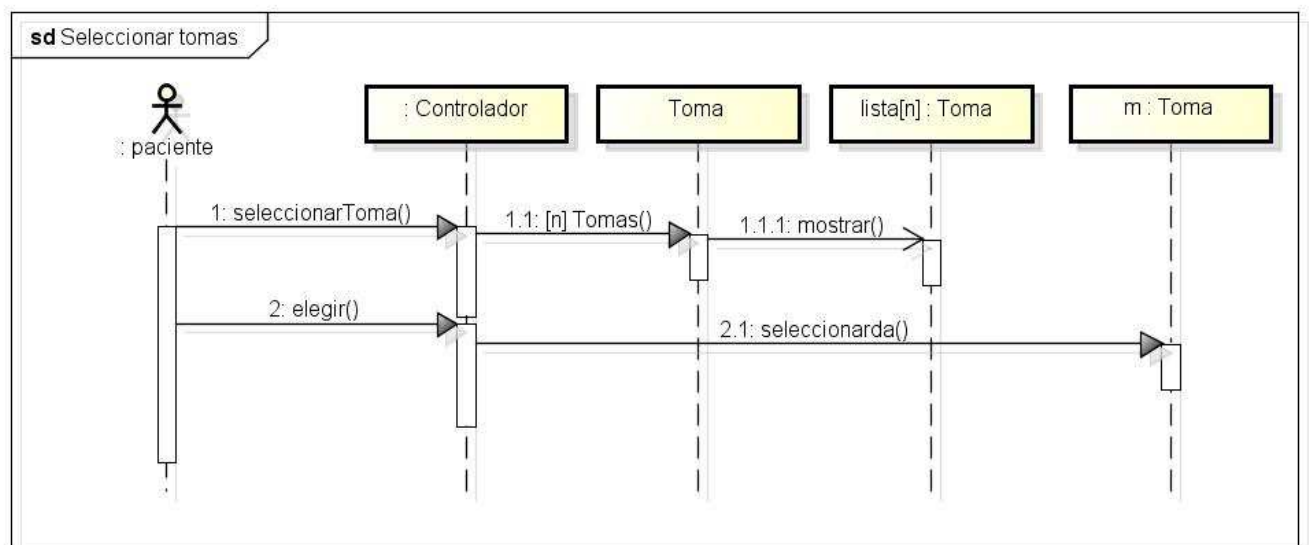 sd Seleccionar tomas
: paciente
: Controlador
Toma
lista[n] : Toma
m : Toma
1: seleccionarToma()
1.1: [n] Tomas()
1.1.1: mostrar()
2: elegir()
2.1: seleccionarda()